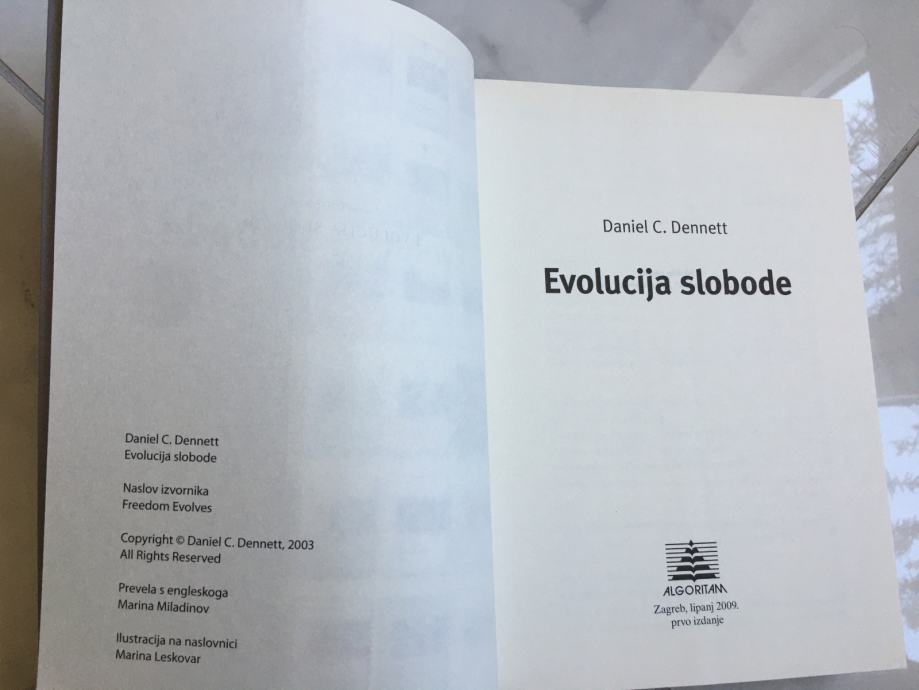 Daniel C. Dennett
Evolucija slobode
Naslov izvornika
Freedom Evolves
Copyright © Daniel C. Dennett, 2003
All Rights Reserved
Prevela s engleskoga
Marina Miladinov
Ilustracija na naslovnici
Marina Leskovar
Daniel C. Dennett
Evolucija slobode
ALGORITAM
Zagreb, lipanj 2009.
prvo izdanje